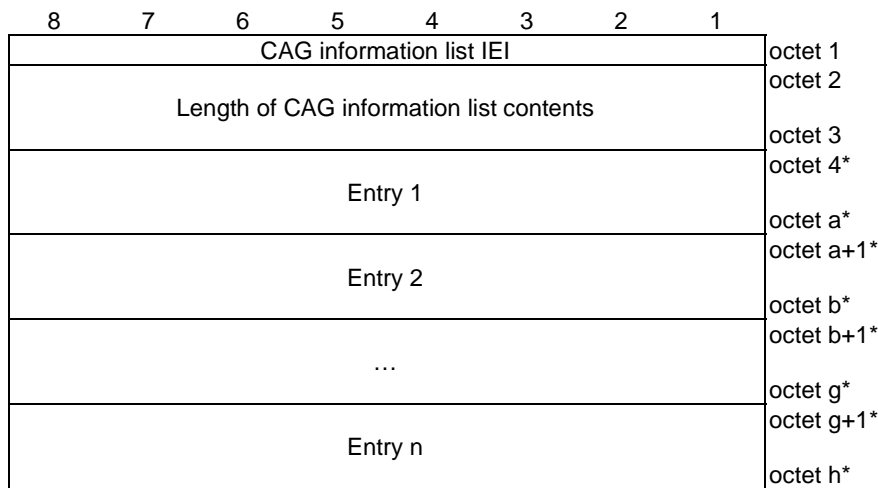 8 7 6 5 4 3 2 1
CAG information list IEI octet 1
octet 2
Length of CAG information list contents
octet 3
octet 4*
Entry 1
octet a*
octet a+1*
Entry 2
octet b*
octet b+1*
…
octet g*
octet g+1*
Entry n
octet h*